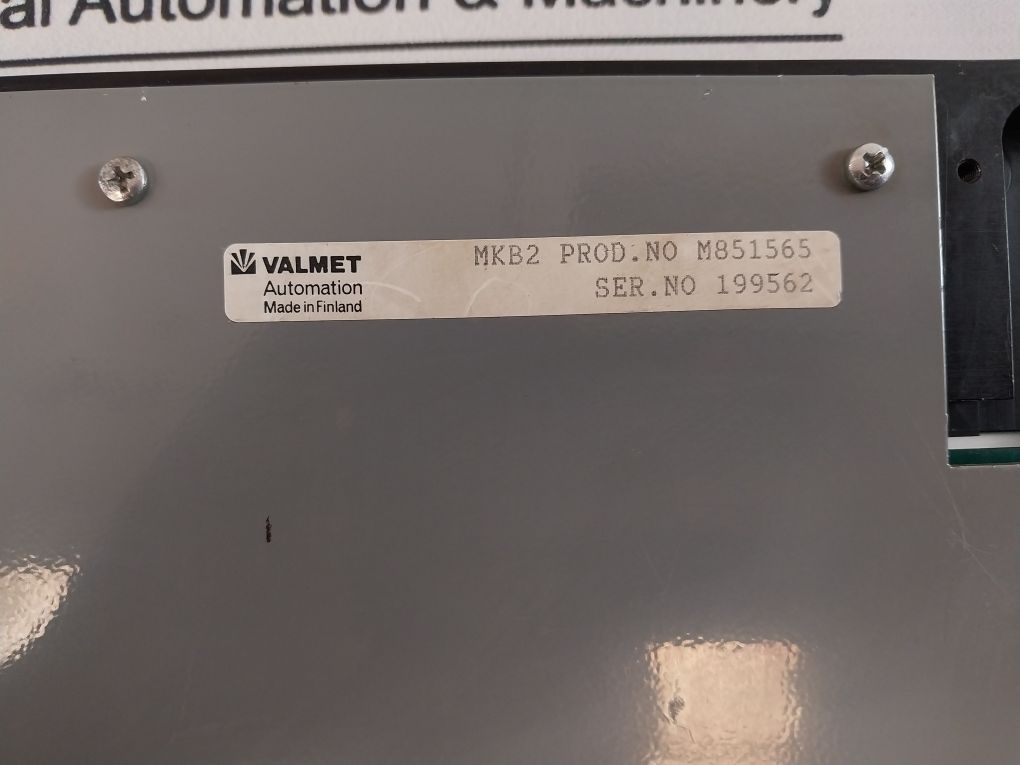 al Automation & Machinery
VALMET
Automation
Made in Finland
MKB2 PROD.NO M851565
SER.NO 199562